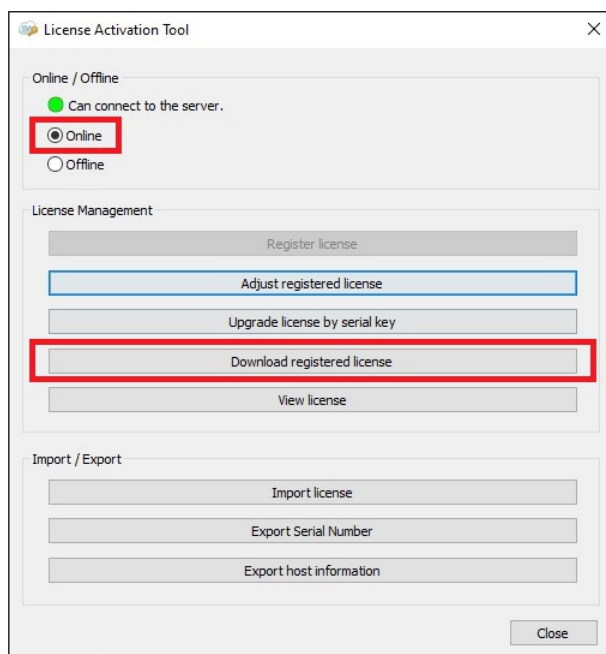 License Activation Tool
Online / Offline
Can connect to the server.
Online
Offline
License Management
Register license
Adjust registered license
Upgrade license by serial key
Download registered license
View license
Import / Export
Import license
Export Serial Number
Export host information
Close